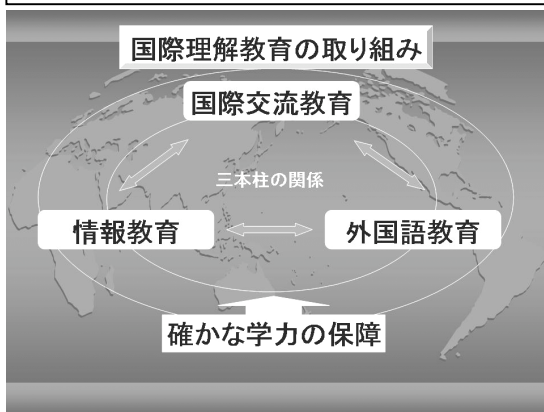 国際理解教育の取り組み
国際交流教育
三本柱の関係
情報教育
外国語教育
確かな学力の保障